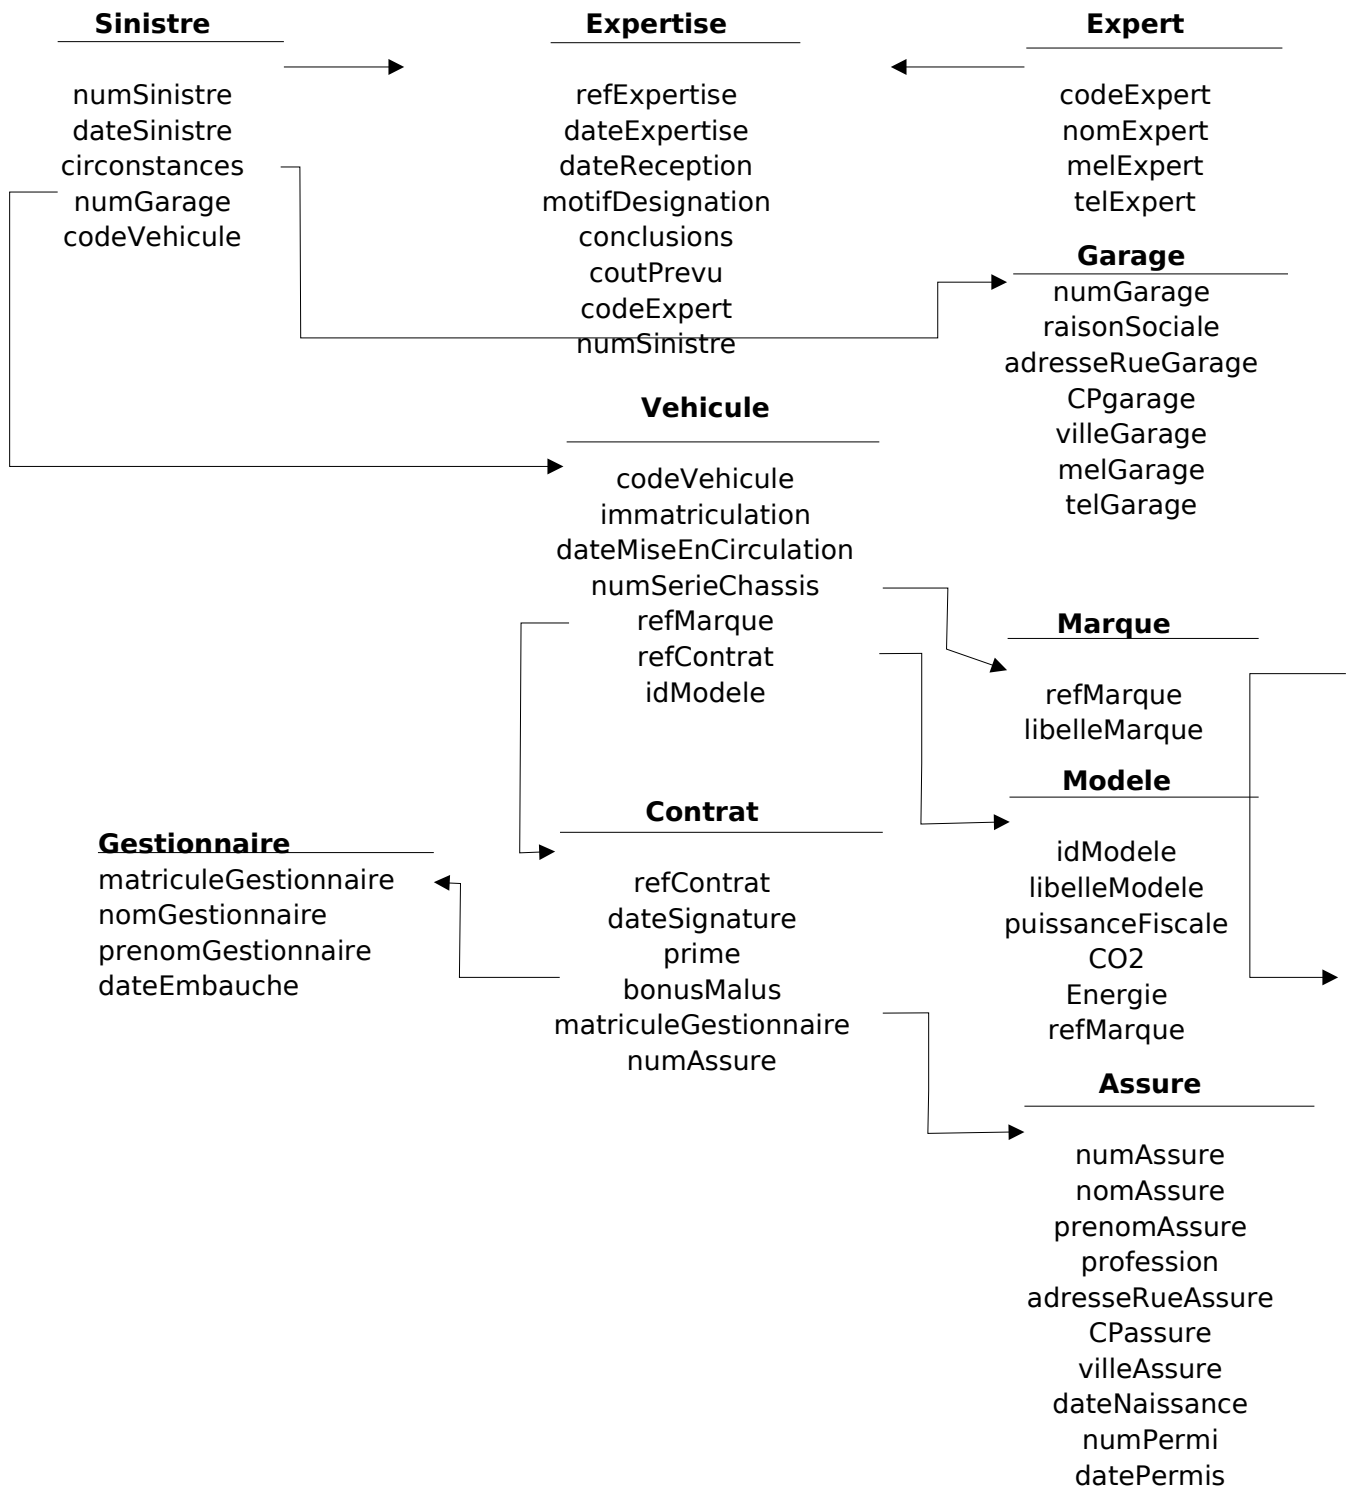 Sinistre
numSinistre
dateSinistre
circonstances
numGarage
codeVehicule
Expertise
refExpertise
dateExpertise
dateReception
motifDesignation
conclusions
coutPrevu
codeExpert
numSinistre
Expert
codeExpert
nomExpert
melExpert
telExpert
Garage
numGarage
raisonSociale
adresseRueGarage
CPgarage
villeGarage
melGarage
telGarage
Vehicule
codeVehicule
immatriculation
dateMiseEnCirculation
numSerieChassis
refMarque
refContrat
idModele
Marque
refMarque
libelleMarque
Modele
idModele
libelleModele
puissanceFiscale
CO2
Energie
refMarque
Contrat
refContrat
dateSignature
prime
bonusMalus
matriculeGestionnaire
numAssure
Gestionnaire
matriculeGestionnaire
nomGestionnaire
prenomGestionnaire
dateEmbauche
Assure
numAssure
nomAssure
prenomAssure
profession
adresseRueAssure
CPassure
villeAssure
dateNaissance
numPermi
datePermis